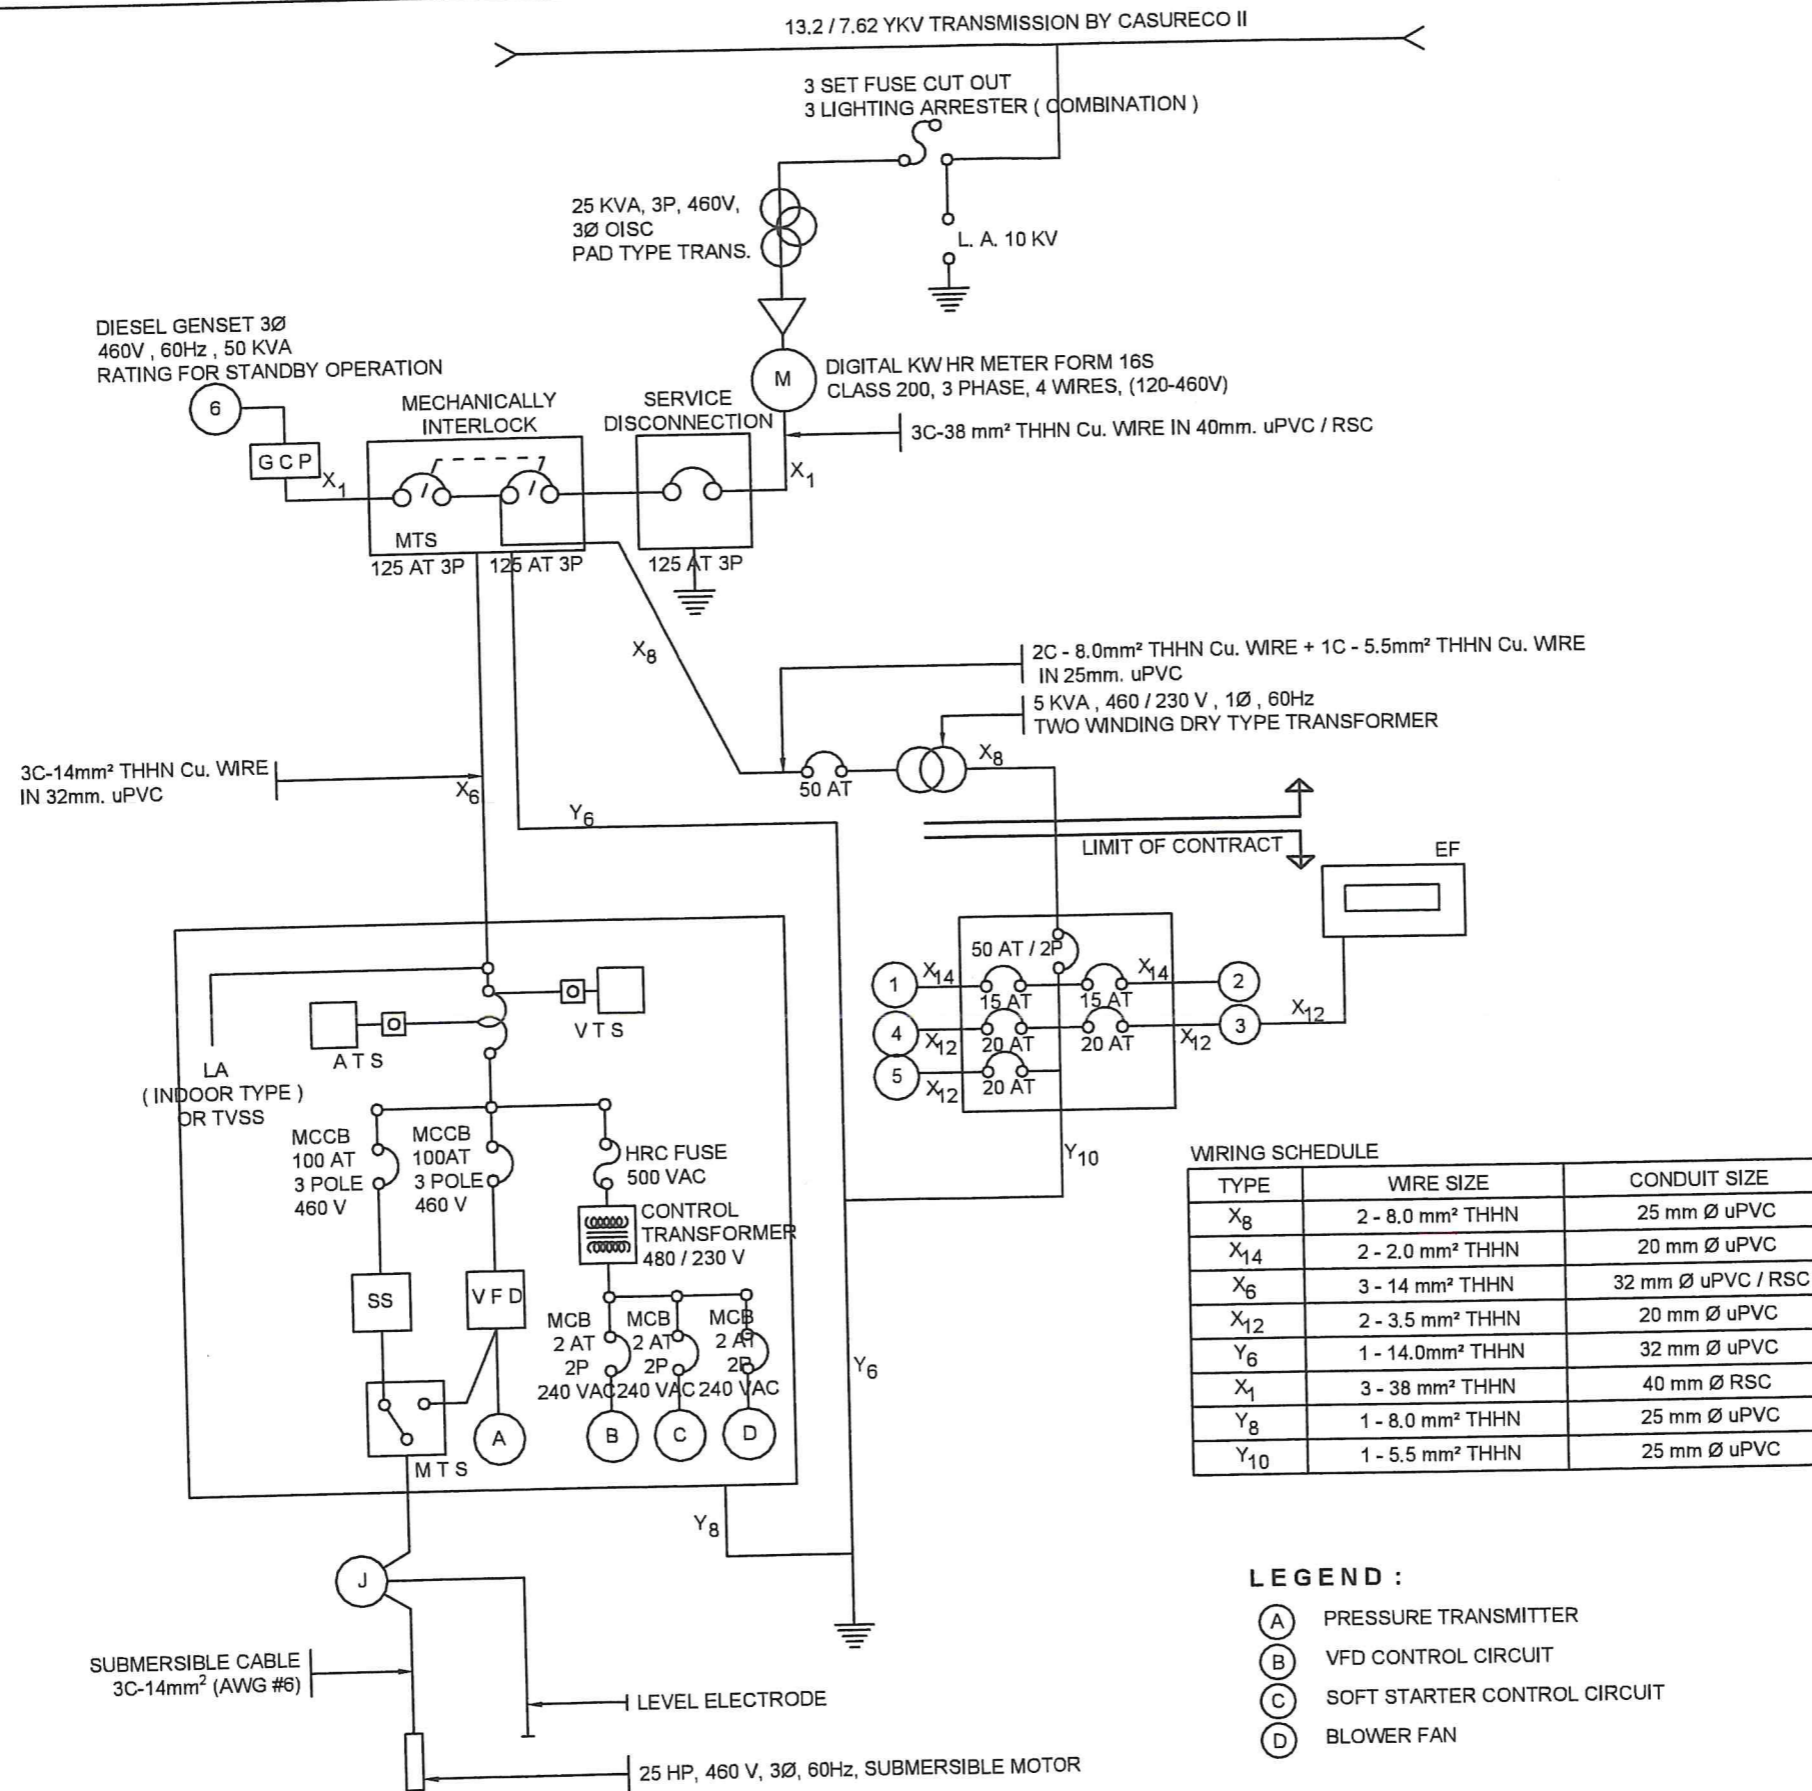 13.2 / 7.62 YKV TRANSMISSION BY CASURECO II
3 SET FUSE CUT OUT
3 LIGHTING ARRESTER ( COMBINATION )
25 KVA, 3P, 460V,
3Ø OISC
PAD TYPE TRANS.
L. A. 10 KV
DIESEL GENSET 3Ø
460V , 60Hz , 50 KVA
RATING FOR STANDBY OPERATION
6
G C P
X1
MECHANICALLY
INTERLOCK
SERVICE
DISCONNECTION
M
DIGITAL KW HR METER FORM 16S
CLASS 200, 3 PHASE, 4 WIRES, (120-460V)
3C-38 mm² THHN Cu. WIRE IN 40mm. uPVC / RSC
X1
MTS
125 AT 3P
125 AT 3P
125 AT 3P
X8
2C - 8.0mm² THHN Cu. WIRE + 1C - 5.5mm² THHN Cu. WIRE
IN 25mm. uPVC
5 KVA , 460 / 230 V , 1Ø , 60Hz
TWO WINDING DRY TYPE TRANSFORMER
X8
50 AT
3C-14mm² THHN Cu. WIRE
IN 32mm. uPVC
X6
Y6
LIMIT OF CONTRACT
EF
50 AT / 2P
1
X14
15 AT
15 AT
X14
2
4
X12
20 AT
20 AT
X12
3
X12
5
X12
20 AT
Y10
V T S
A T S
LA
( INDOOR TYPE )
OR TVSS
MCCB
100 AT
3 POLE
460 V
MCCB
100AT
3 POLE
460 V
HRC FUSE
500 VAC
CONTROL
TRANSFORMER
480 / 230 V
SS
V F D
MCB
2 AT
2P
240 VAC
MCB
2 AT
2P
240 VAC
MCB
2 AT
2P
240 VAC
A
B
C
D
M T S
Y6
Y8
J
SUBMERSIBLE CABLE
3C-14mm² (AWG #6)
LEVEL ELECTRODE
25 HP, 460 V, 3Ø, 60Hz, SUBMERSIBLE MOTOR
WIRING SCHEDULE
TYPE WIRE SIZE CONDUIT SIZE
X8 2 - 8.0 mm² THHN 25 mm Ø uPVC
X14 2 - 2.0 mm² THHN 20 mm Ø uPVC
X6 3 - 14 mm² THHN 32 mm Ø uPVC / RSC
X12 2 - 3.5 mm² THHN 20 mm Ø uPVC
Y6 1 - 14.0mm² THHN 32 mm Ø uPVC
X1 3 - 38 mm² THHN 40 mm Ø RSC
Y8 1 - 8.0 mm² THHN 25 mm Ø uPVC
Y10 1 - 5.5 mm² THHN 25 mm Ø uPVC
LEGEND :
A PRESSURE TRANSMITTER
B VFD CONTROL CIRCUIT
C SOFT STARTER CONTROL CIRCUIT
D BLOWER FAN